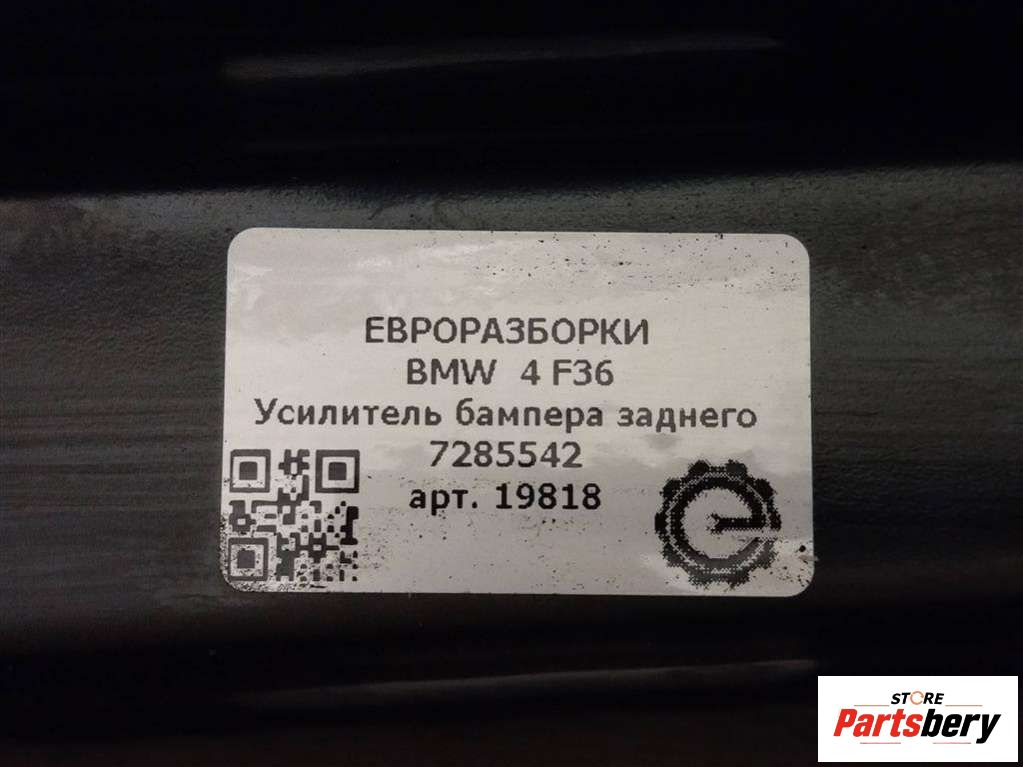 ЕВРОРАЗБОРКИ
BMW 4 F36
Усилитель бампера заднего
7285542
арт. 19818
STORE
Partsbery